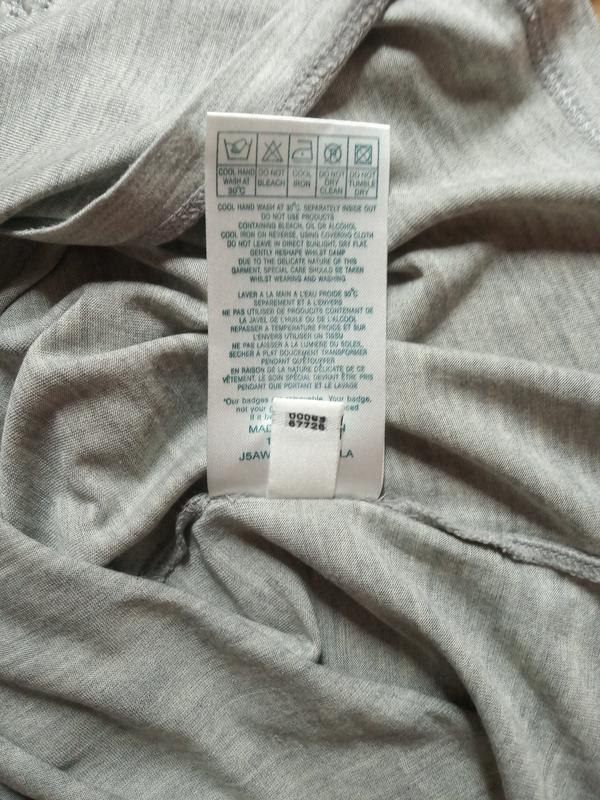 COOL HAND WASH AT 30°C
DO NOT BLEACH
COOL IRON
DO NOT DRY CLEAN
DO NOT TUMBLE DRY
COOL HAND WASH AT 30°C SEPARATELY INSIDE OUT
DO NOT USE PRODUCTS
CONTAINING BLEACH, OIL OR ALCOHOL
COOL IRON ON REVERSE, USING COVERING CLOTH
DO NOT LEAVE IN DIRECT SUNLIGHT, DRY FLAT,
GENTLY RESHAPE WHILST DAMP
DUE TO THE DELICATE NATURE OF THIS
GARMENT, SPECIAL CARE SHOULD BE TAKEN
WHILST WEARING AND WASHING
LAVER A LA MAIN A L'EAU FROIDE 30°C
SEPAREMENT ET A L'ENVERS
NE PAS UTILISER DE PRODUITS CONTENANT DE
LA JAVEL DE L'HUILE OU DE L'ALCOOL
REPASSER A TEMPERATURE FROIDE ET SUR
L'ENVERS UTILISER UN TISSU
NE PAS LAISSER A LA LUMIERE DU SOLEIL,
SECHER A PLAT DOUCEMENT TRANSFORMER
PENDANT QU'ETOUFFER
EN RAISON DE LA NATURE DÉLICATE DE CE
VÊTEMENT, LE SOIN SPÉCIAL DEVRAIT ÊTRE PRIS
PENDANT QUE PORTANT ET LE LAVAGE
*Our badges Your badge,
not your
if it
MAD
J5AW LA
67726